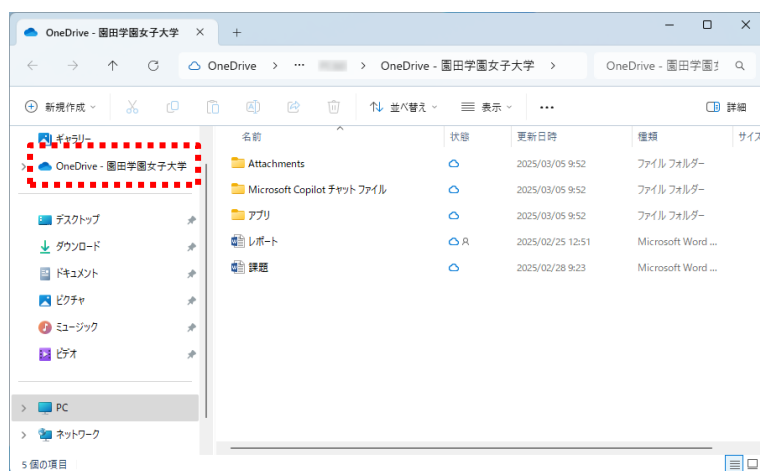 OneDrive - 園田学園女子大学
OneDrive > ··· > OneDrive - 園田学園女子大学 >
OneDrive - 園田学園
新規作成
並べ替え
表示
···
詳細
ギャラリー
OneDrive - 園田学園女子大学
デスクトップ
ダウンロード
ドキュメント
ピクチャ
ミュージック
ビデオ
PC
ネットワーク
名前 状態 更新日時 種類 サイズ
Attachments 2025/03/05 9:52 ファイル フォルダー
Microsoft Copilot チャット ファイル 2025/03/05 9:52 ファイル フォルダー
アプリ 2025/03/05 9:52 ファイル フォルダー
レポート 2025/02/25 12:51 Microsoft Word ...
課題 2025/02/28 9:23 Microsoft Word ...
5 個の項目